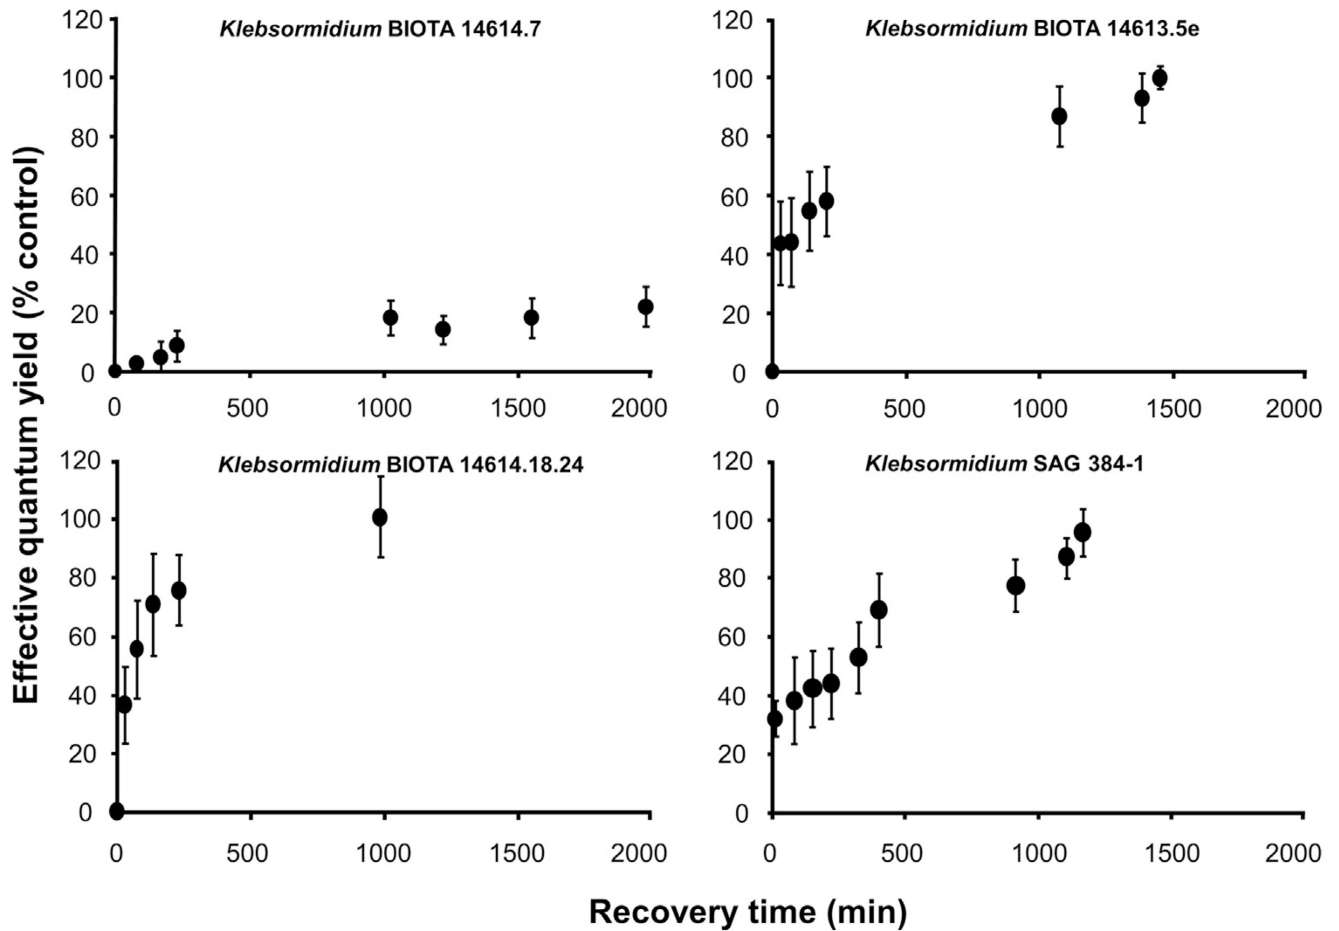 Effective quantum yield (% control)
Klebsormidium BIOTA 14614.7
120
100
80
60
40
20
0
0 500 1000 1500 2000
Klebsormidium BIOTA 14613.5e
120
100
80
60
40
20
0
0 500 1000 1500 2000
Klebsormidium BIOTA 14614.18.24
120
100
80
60
40
20
0
0 500 1000 1500 2000
Klebsormidium SAG 384-1
120
100
80
60
40
20
0
0 500 1000 1500 2000
Recovery time (min)